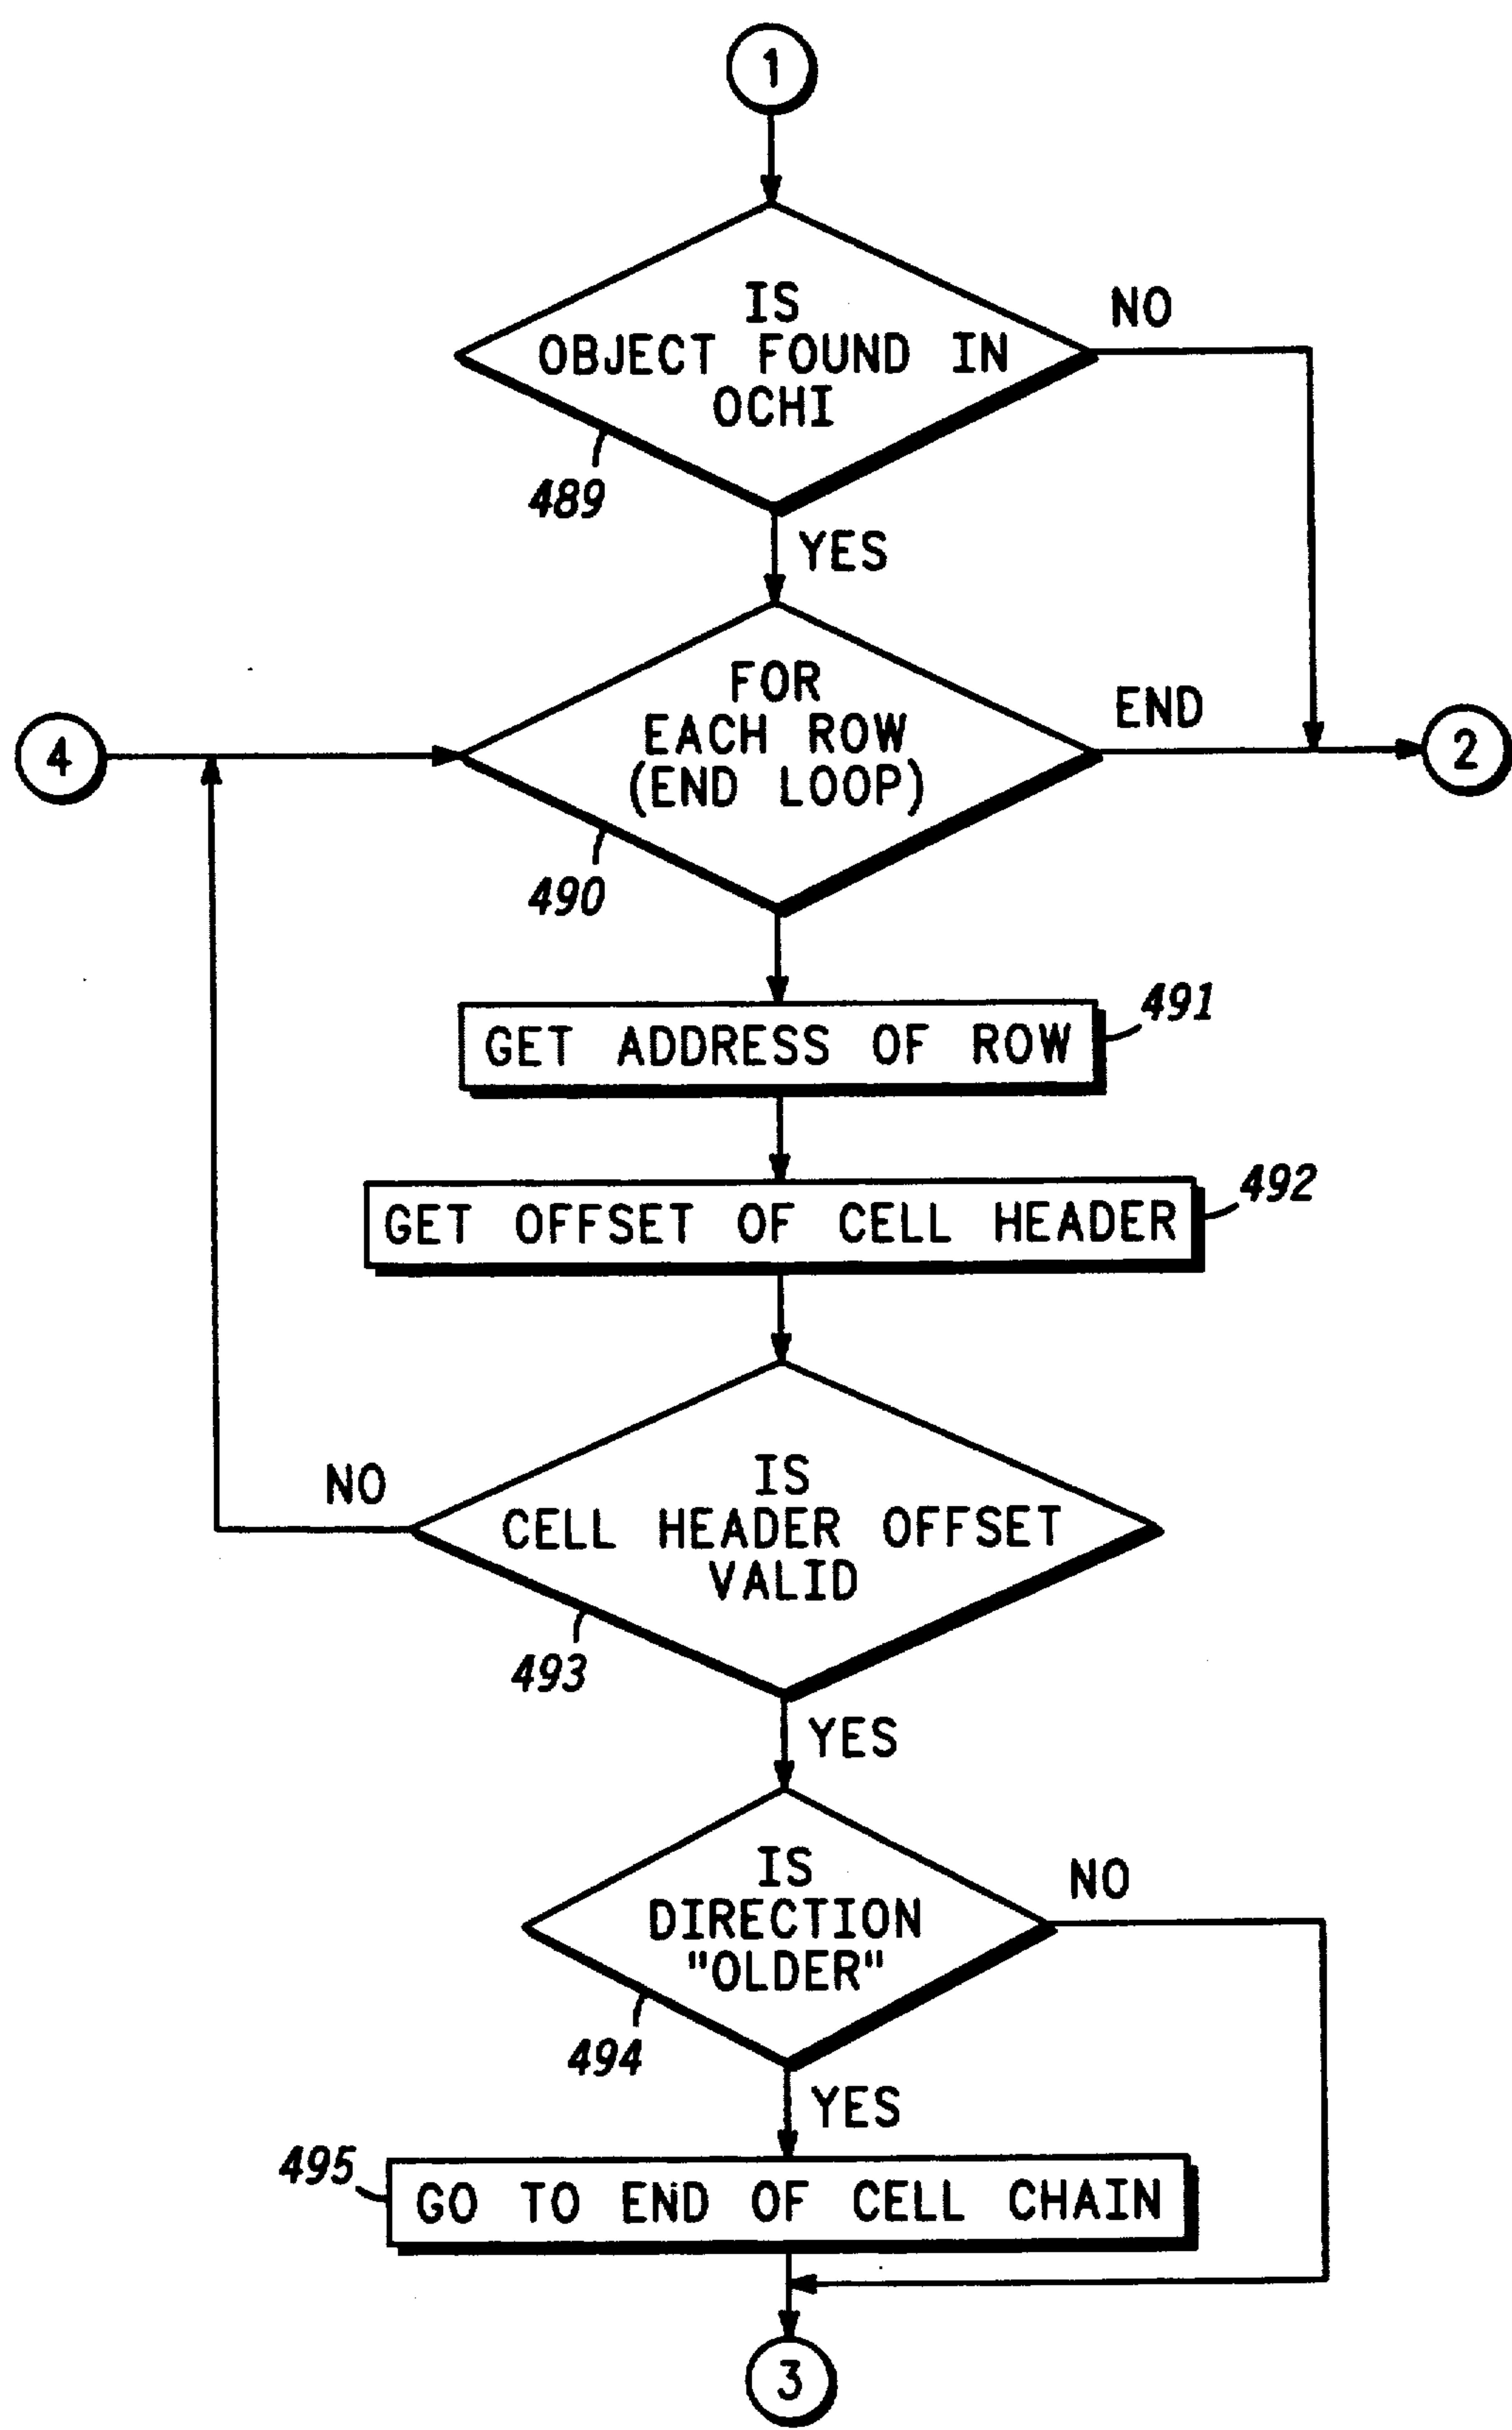 1
IS
OBJECT FOUND IN
OCHI
NO
489
YES
FOR
EACH ROW
(END LOOP)
END
4
2
490
GET ADDRESS OF ROW
491
GET OFFSET OF CELL HEADER
492
IS
CELL HEADER OFFSET
VALID
NO
493
YES
IS
DIRECTION
"OLDER"
NO
494
YES
495
GO TO END OF CELL CHAIN
3